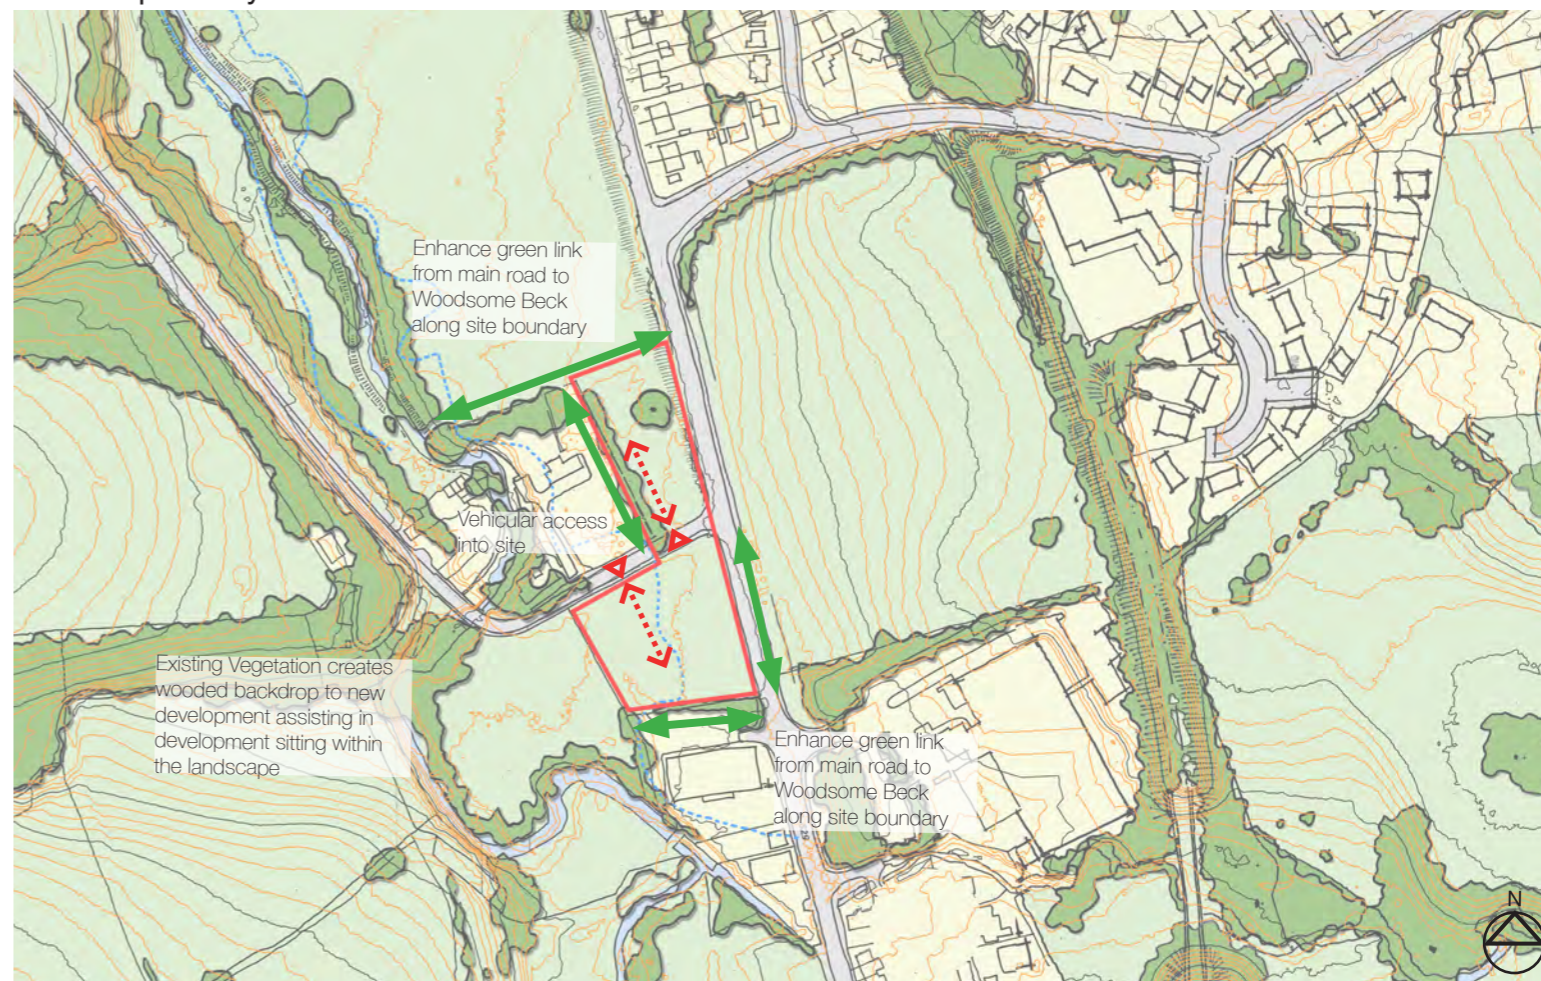 Enhance green link
from main road to
Woodsome Beck
along site boundary
Vehicular access
into site
Existing Vegetation creates
wooded backdrop to new
development assisting in
development sitting within
the landscape
Enhance green link
from main road to
Woodsome Beck
along site boundary
N